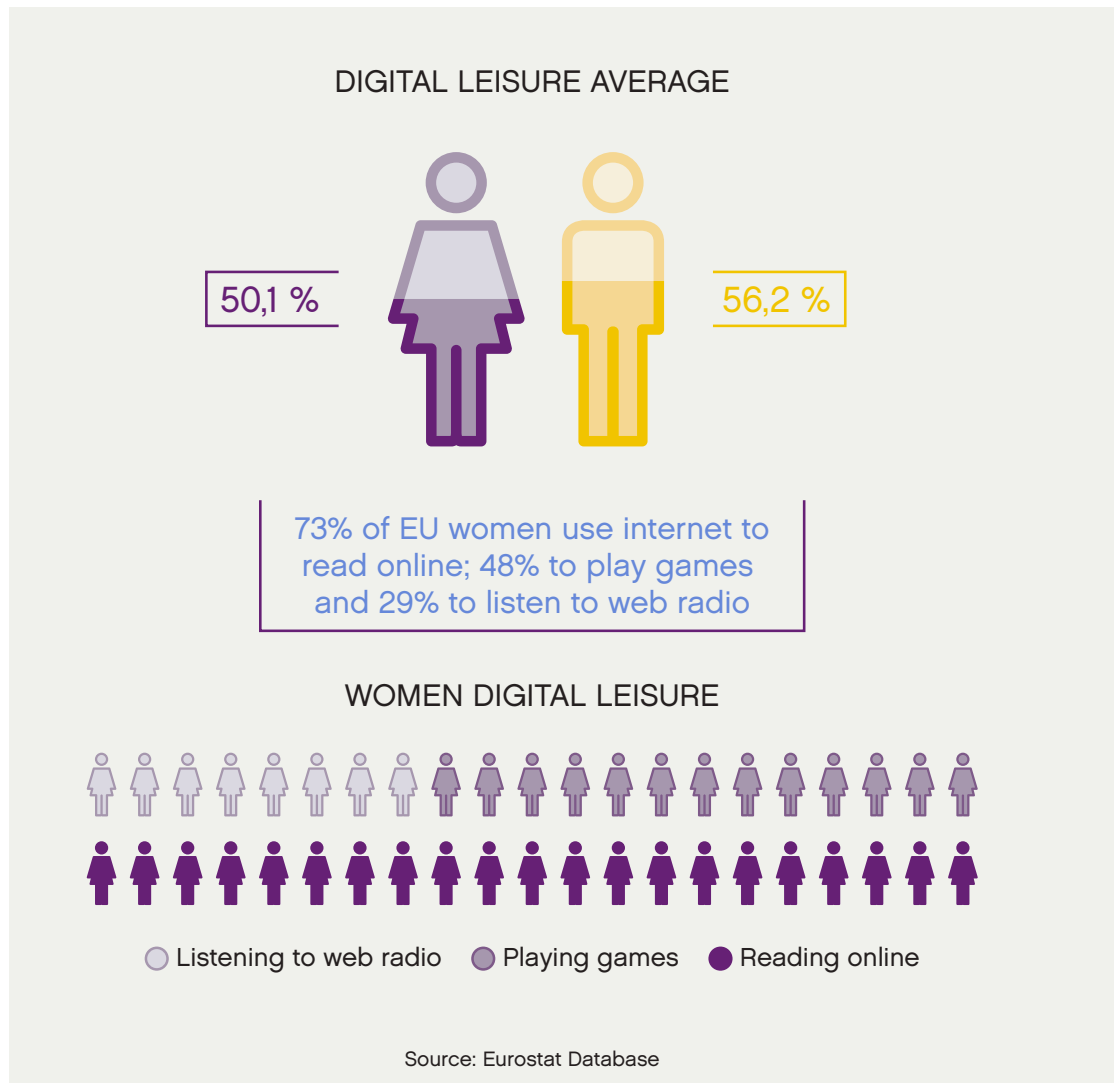 DIGITAL LEISURE AVERAGE
50,1 %
56,2 %
73% of EU women use internet to
read online; 48% to play games
and 29% to listen to web radio
WOMEN DIGITAL LEISURE
Listening to web radio
Playing games
Reading online
Source: Eurostat Database